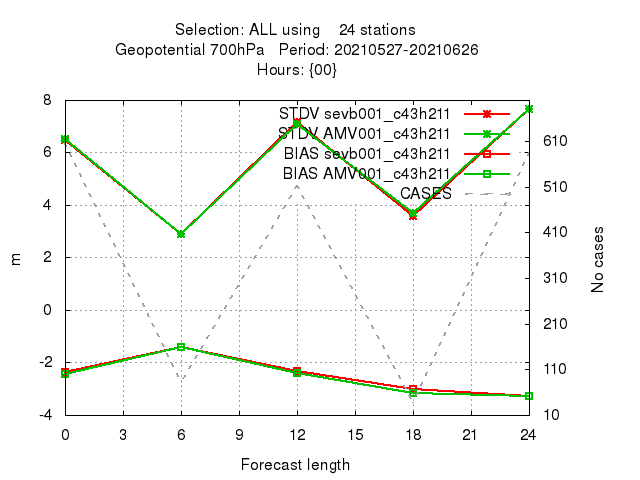 Selection: ALL using    24 stations
Geopotential 700hPa   Period: 20210527-20210626
Hours: {00}
STDV sevb001_c43h211
STDV AMV001_c43h211
BIAS sevb001_c43h211
BIAS AMV001_c43h211
CASES
8
6
4
2
0
-2
-4
m
610
510
410
310
210
110
10
No cases
0 3 6 9 12 15 18 21 24
Forecast length